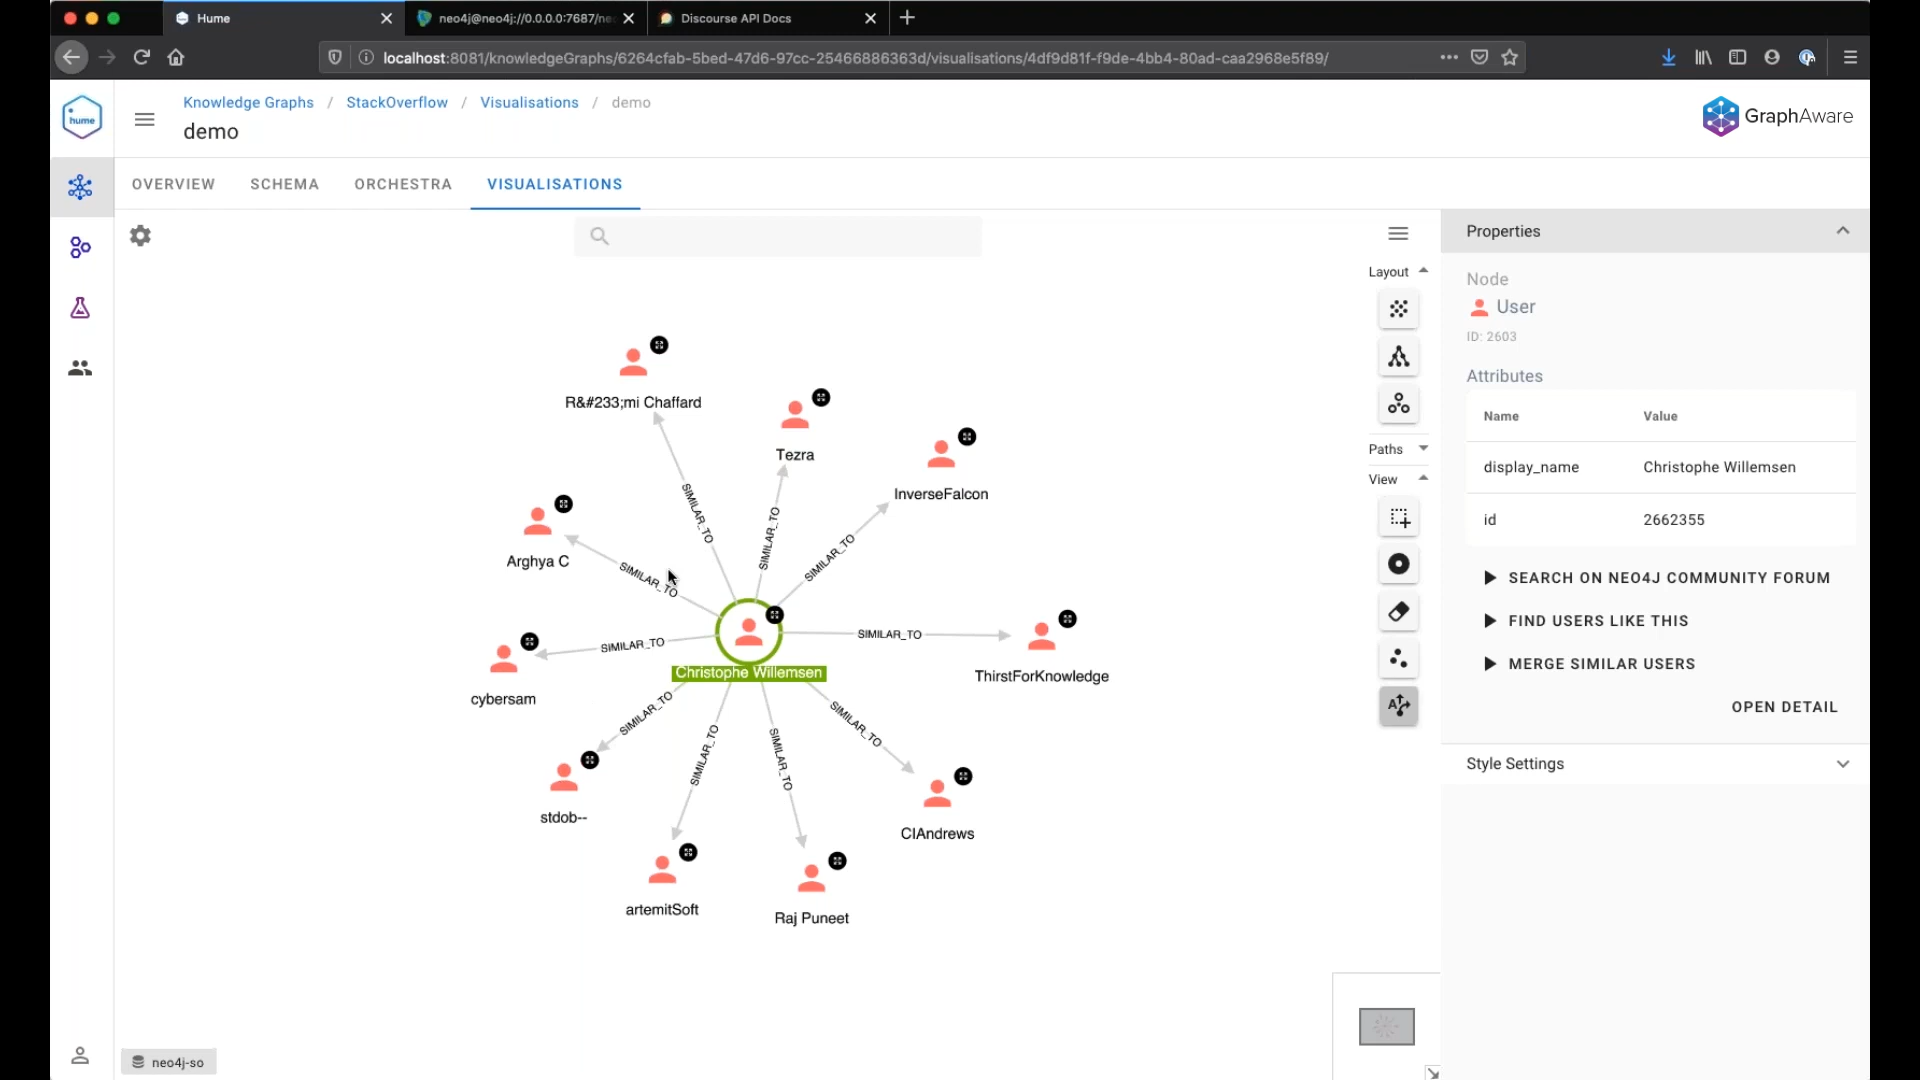 Hume
neo4j@neo4j://0.0.0.0:7687/ne
Discourse API Docs
localhost:8081/knowledgeGraphs/6264cfab-5bed-47d6-97cc-25466886363d/visualisations/4df9d81f-f9de-4bb4-80ad-caa2968e5f89/
hume
Knowledge Graphs / StackOverflow / Visualisations / demo
demo
GraphAware
OVERVIEW SCHEMA ORCHESTRA VISUALISATIONS
Layout
Paths
View
R&#233;mi Chaffard
Tezra
InverseFalcon
Arghya C
ThirstForKnowledge
Christophe Willemsen
cybersam
stdob--
CIAndrews
artemitSoft
Raj Puneet
SIMILAR_TO
SIMILAR_TO
SIMILAR_TO
SIMILAR_TO
SIMILAR_TO
SIMILAR_TO
SIMILAR_TO
SIMILAR_TO
SIMILAR_TO
SIMILAR_TO
Properties
Node
User
ID: 2603
Attributes
Name Value
display_name Christophe Willemsen
id 2662355
SEARCH ON NEO4J COMMUNITY FORUM
FIND USERS LIKE THIS
MERGE SIMILAR USERS
OPEN DETAIL
Style Settings
neo4j-so